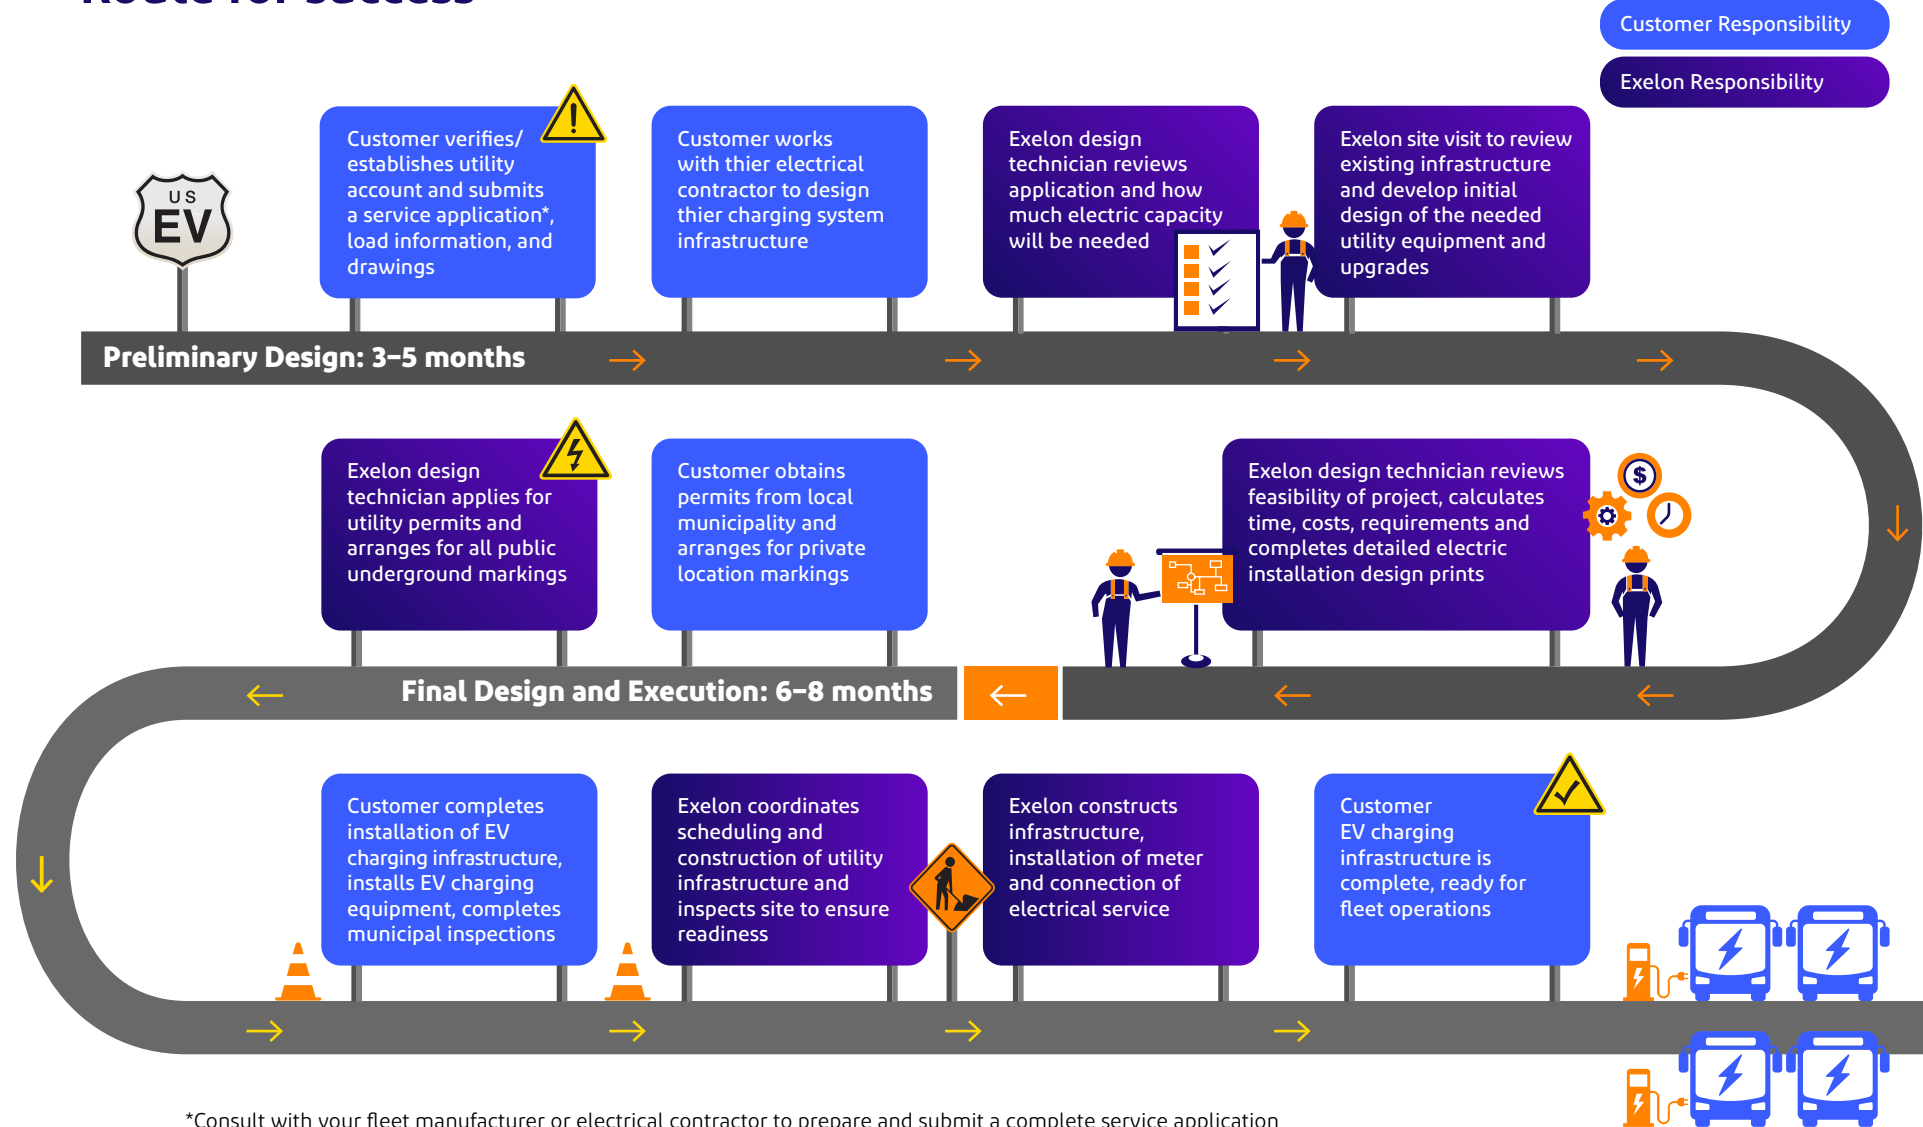 Route for success
Customer Responsibility
Exelon Responsibility
US
EV
Customer verifies/
establishes utility
account and submits
a service application*,
load information, and
drawings
Customer works
with thier electrical
contractor to design
thier charging system
infrastructure
Exelon design
technician reviews
application and how
much electric capacity
will be needed
Exelon site visit to review
existing infrastructure
and develop initial
design of the needed
utility equipment and
upgrades
Preliminary Design: 3–5 months
Exelon design technician reviews
feasibility of project, calculates
time, costs, requirements and
completes detailed electric
installation design prints
$
Customer obtains
permits from local
municipality and
arranges for private
location markings
Exelon design
technician applies for
utility permits and
arranges for all public
underground markings
Final Design and Execution: 6–8 months
Customer completes
installation of EV
charging infrastructure,
installs EV charging
equipment, completes
municipal inspections
Exelon coordinates
scheduling and
construction of utility
infrastructure and
inspects site to ensure
readiness
Exelon constructs
infrastructure,
installation of meter
and connection of
electrical service
Customer
EV charging
infrastructure is
complete, ready for
fleet operations
*Consult with your fleet manufacturer or electrical contractor to prepare and submit a complete service application